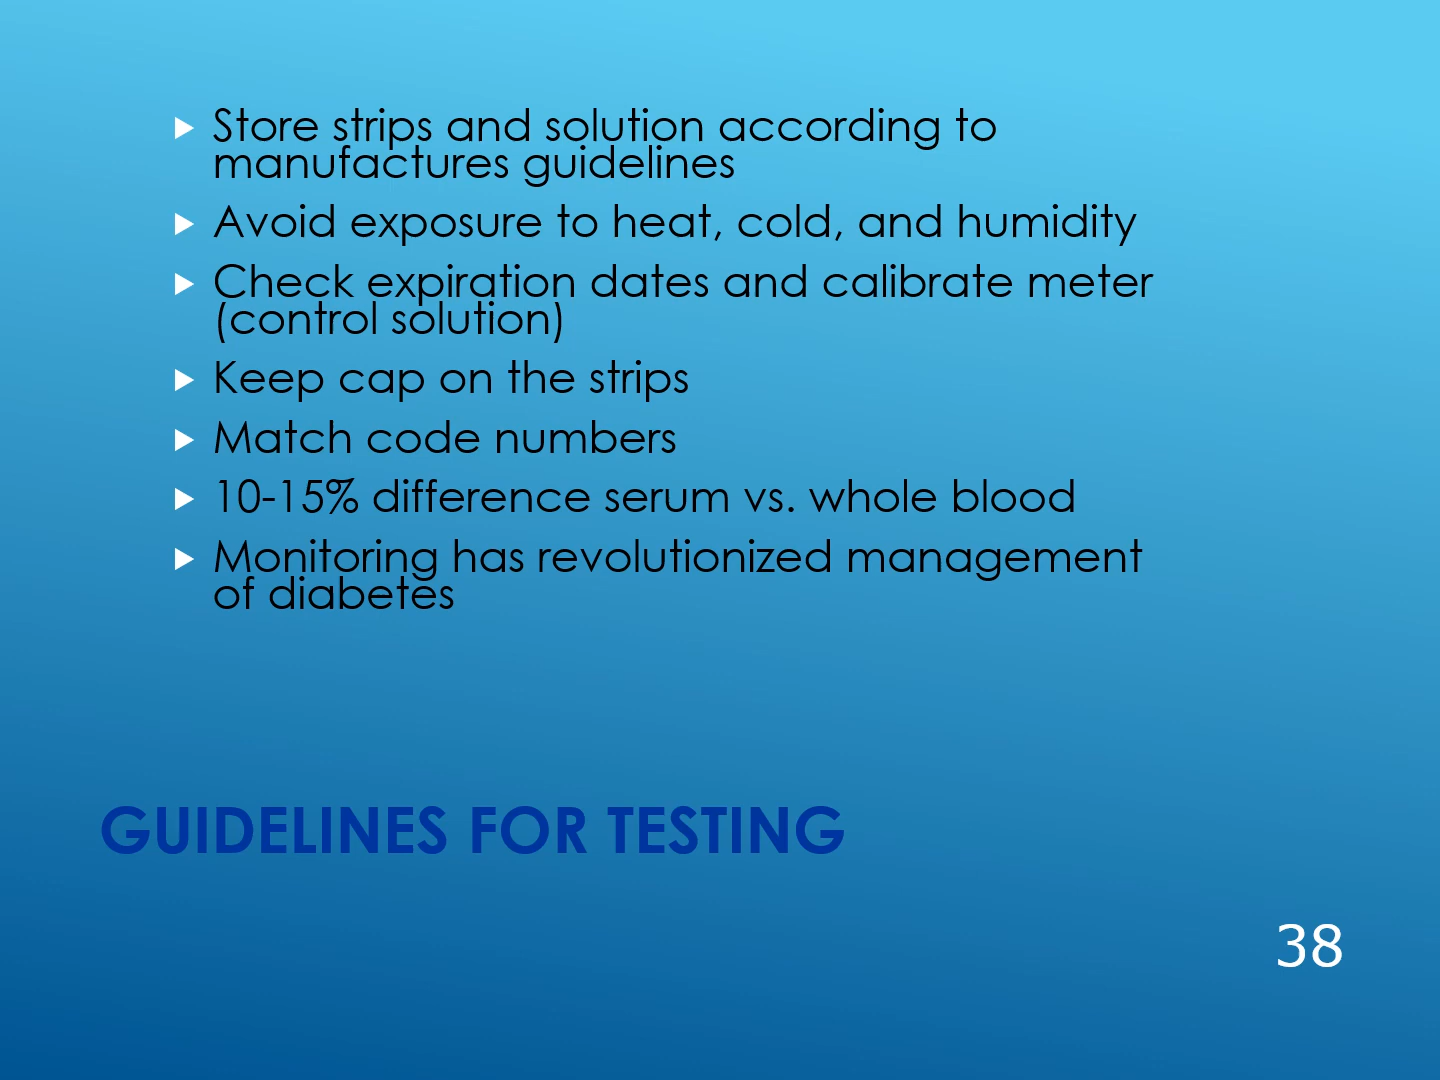 Store strips and solution according to
manufactures guidelines
Avoid exposure to heat, cold, and humidity
Check expiration dates and calibrate meter
(control solution)
Keep cap on the strips
Match code numbers
10-15% difference serum vs. whole blood
Monitoring has revolutionized management
of diabetes
GUIDELINES FOR TESTING
38